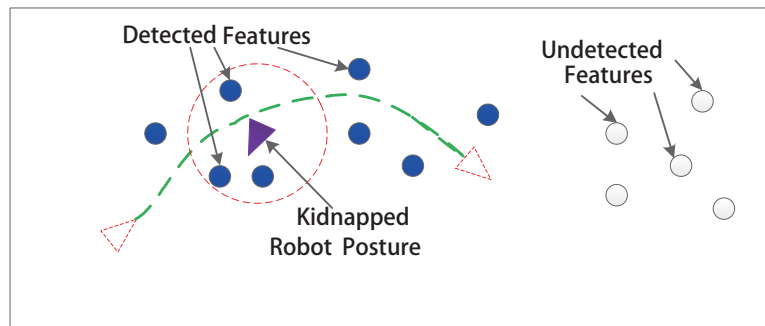 Detected Features
Undetected
Features
Kidnapped
Robot Posture